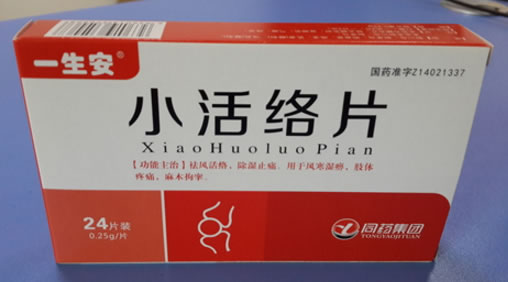 一生安®
国药准字Z14021337
小活络片
XiaoHuoluoPian
【功能主治】祛风活络，除湿止痛。用于风寒湿痹，肢体
疼痛，麻木拘挛。
24片装
0.25g/片
同药集团
TONGYAOJITUAN